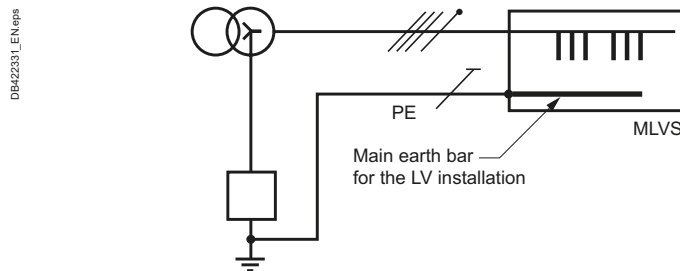 DB422331_EN.eps
PE
MLVS
Main earth bar
for the LV installation